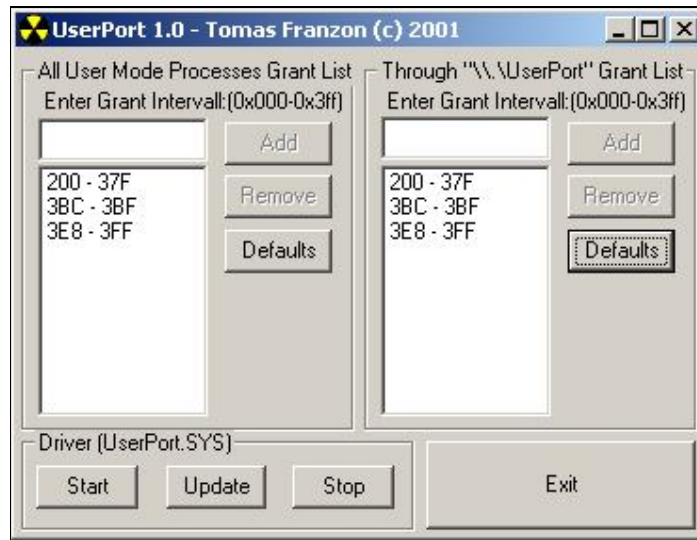 UserPort 1.0 - Tomas Franzon (c) 2001
All User Mode Processes Grant List
Enter Grant Intervall:(0x000-0x3ff)
Add
200 - 37F
3BC - 3BF
3E8 - 3FF
Remove
Defaults
Through "\\.\UserPort" Grant List
Enter Grant Intervall:(0x000-0x3ff)
Add
200 - 37F
3BC - 3BF
3E8 - 3FF
Remove
Defaults
Driver (UserPort.SYS)
Start
Update
Stop
Exit